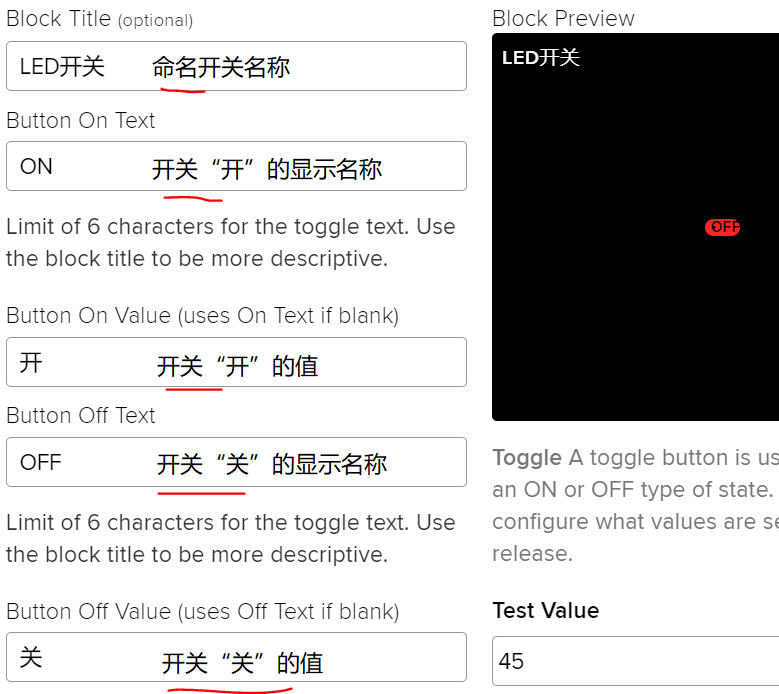 Block Title (optional)
LED开关 命名开关名称
Button On Text
ON 开关“开”的显示名称
Limit of 6 characters for the toggle text. Use
the block title to be more descriptive.
Button On Value (uses On Text if blank)
开 开关“开”的值
Button Off Text
OFF 开关“关”的显示名称
Limit of 6 characters for the toggle text. Use
the block title to be more descriptive.
Button Off Value (uses Off Text if blank)
关 开关“关”的值
Block Preview
LED开关
OFF
Toggle A toggle button is us
an ON or OFF type of state.
configure what values are se
release.
Test Value
45